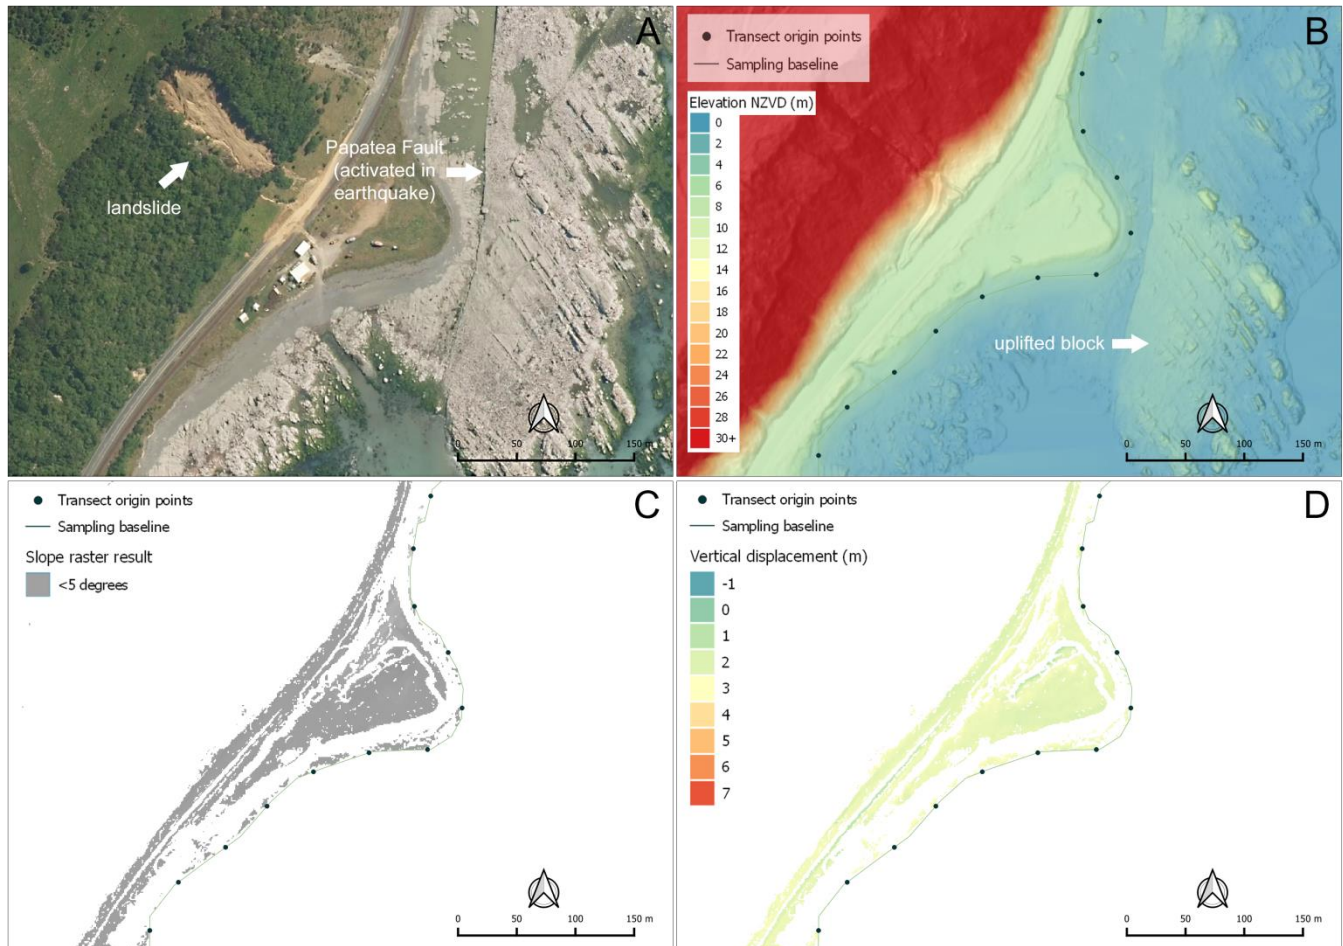 A
landslide
Papatea Fault
(activated in
earthquake)
0 50 100 150 m
B
Transect origin points
Sampling baseline
Elevation NZVD (m)
0
2
4
6
8
10
12
14
16
18
20
22
24
26
28
30+
uplifted block
0 50 100 150 m
C
Transect origin points
Sampling baseline
Slope raster result
<5 degrees
0 50 100 150 m
D
Transect origin points
Sampling baseline
Vertical displacement (m)
-1
0
1
2
3
4
5
6
7
0 50 100 150 m